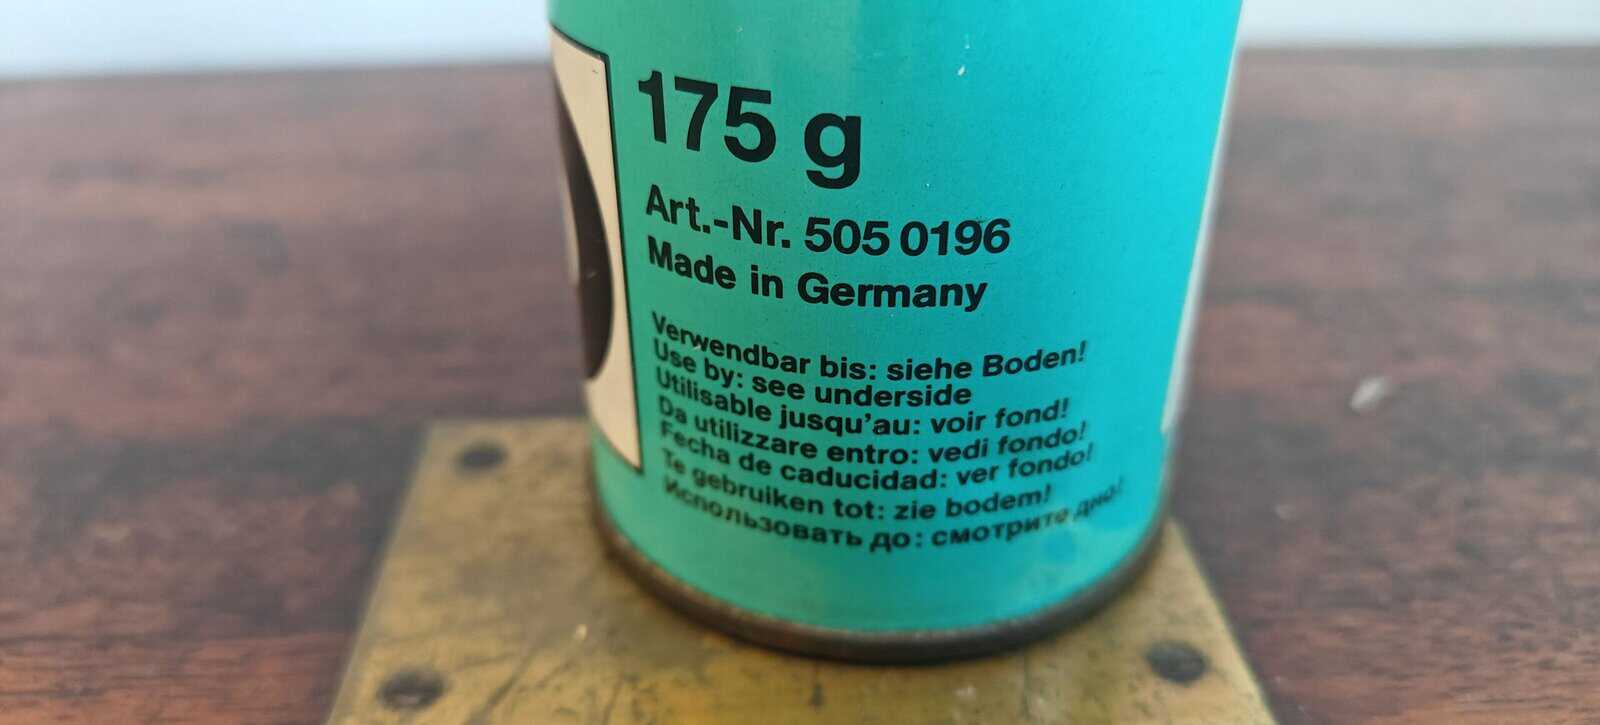 175 g
Art.-Nr. 505 0196
Made in Germany
Verwendbar bis: siehe Boden!
Use by: see underside
Utilisable jusqu'au: voir fond!
Da utilizzare entro: vedi fondo!
Fecha de caducidad: ver fondo!
Te gebruiken tot: zie bodem!
Использовать до: смотрите дно!